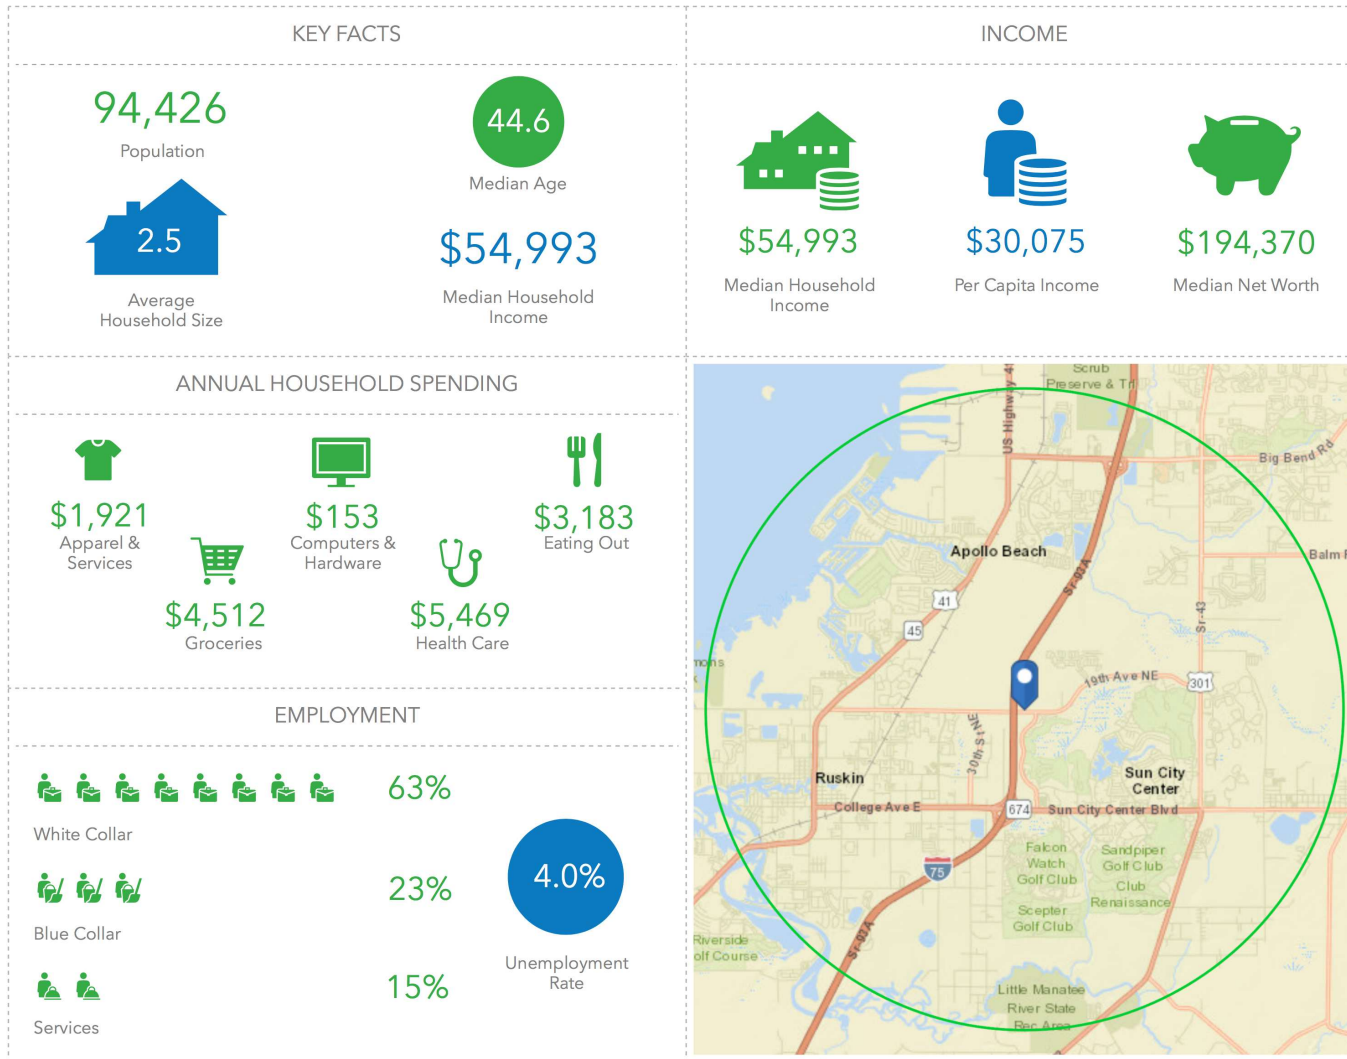 KEY FACTS
94,426
Population
44.6
Median Age
2.5
Average
Household Size
$54,993
Median Household
Income
INCOME
$54,993
Median Household
Income
$30,075
Per Capita Income
$194,370
Median Net Worth
ANNUAL HOUSEHOLD SPENDING
$1,921
Apparel &
Services
$153
Computers &
Hardware
$3,183
Eating Out
$4,512
Groceries
$5,469
Health Care
EMPLOYMENT
63%
White Collar
23%
Blue Collar
15%
Services
4.0%
Unemployment
Rate
Scrub
Preserve & Trl
US Highway 41
Big Bend Rd
Apollo Beach
Balm
Sr-93A
41
45
Sr-43
19th Ave NE
301
30th St NE
Ruskin
Sun City
Center
College Ave E
674
Sun City Center Blvd
75
Falcon
Watch
Golf Club
Sandpiper
Golf Club
Club
Renaissance
Scepter
Golf Club
Sr-93A
Riverside
olf Course
Little Manatee
River State
Rec Area